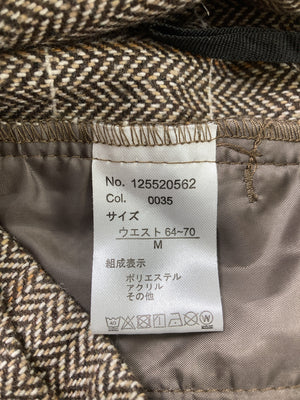 No. 125520562
Col. 0035
サイズ
ウエスト 64~70
M
組成表示
ポリエステル
アクリル
その他